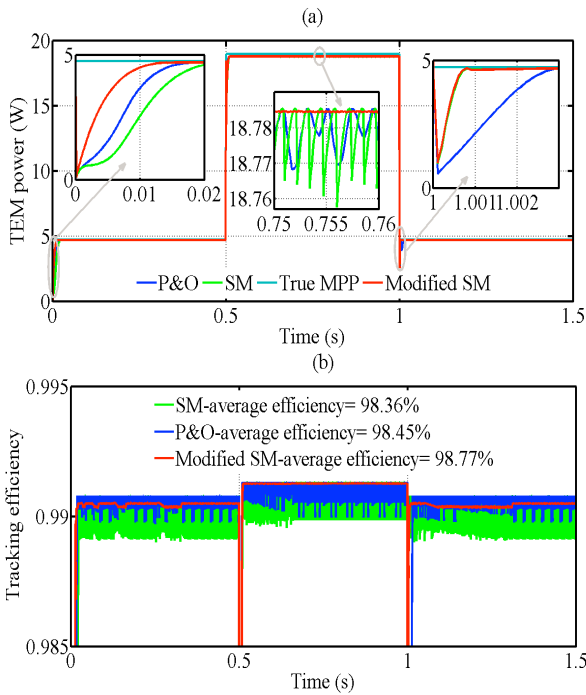 (a)
20
15
10
5
0
TEM power (W)
5
0
0
0.01
0.02
18.78
18.77
18.76
0.75
0.755
0.76
5
0
1
1.001
1.002
P&O
SM
True MPP
Modified SM
0
0.5
1
1.5
Time (s)
(b)
0.995
0.99
0.985
Tracking efficiency
SM-average efficiency= 98.36%
P&O-average efficiency= 98.45%
Modified SM-average efficiency= 98.77%
0
0.5
1
1.5
Time (s)